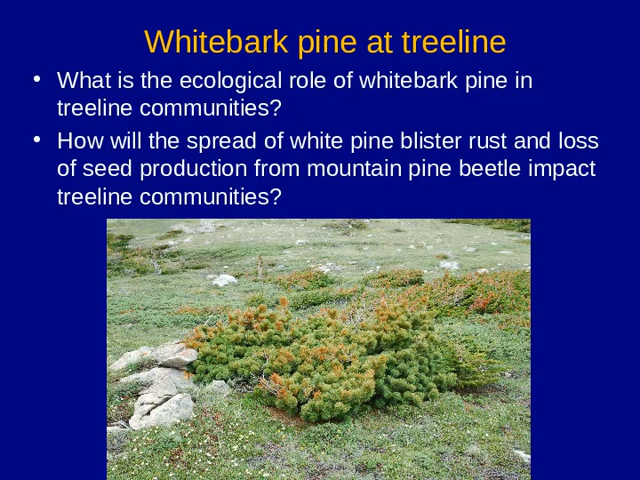 Whitebark pine at treeline
• What is the ecological role of whitebark pine in
treeline communities?
• How will the spread of white pine blister rust and loss
of seed production from mountain pine beetle impact
treeline communities?